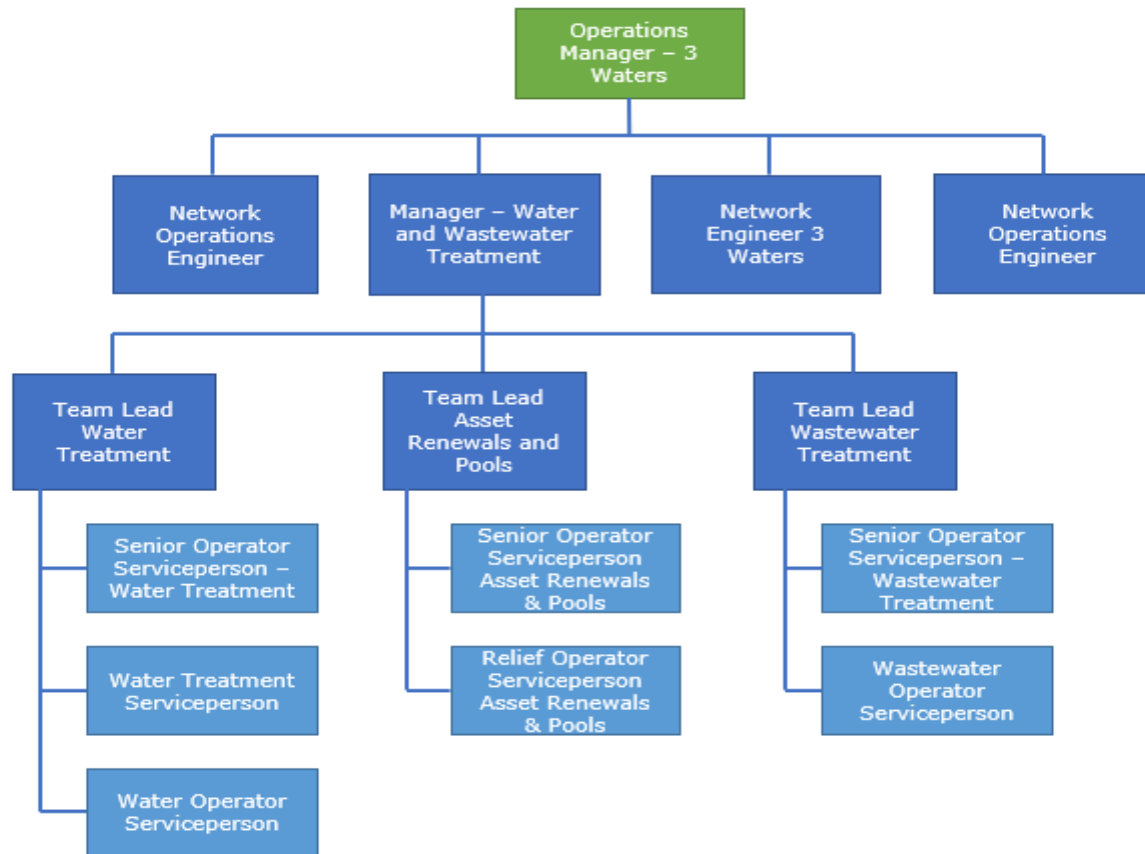 Operations
Manager – 3
Waters
Network
Operations
Engineer
Manager – Water
and Wastewater
Treatment
Network
Engineer 3
Waters
Network
Operations
Engineer
Team Lead
Water
Treatment
Team Lead
Asset
Renewals and
Pools
Team Lead
Wastewater
Treatment
Senior Operator
Serviceperson –
Water Treatment
Senior Operator
Serviceperson
Asset Renewals
& Pools
Senior Operator
Serviceperson –
Wastewater
Treatment
Water Treatment
Serviceperson
Relief Operator
Serviceperson
Asset Renewals
& Pools
Wastewater
Operator
Serviceperson
Water Operator
Serviceperson